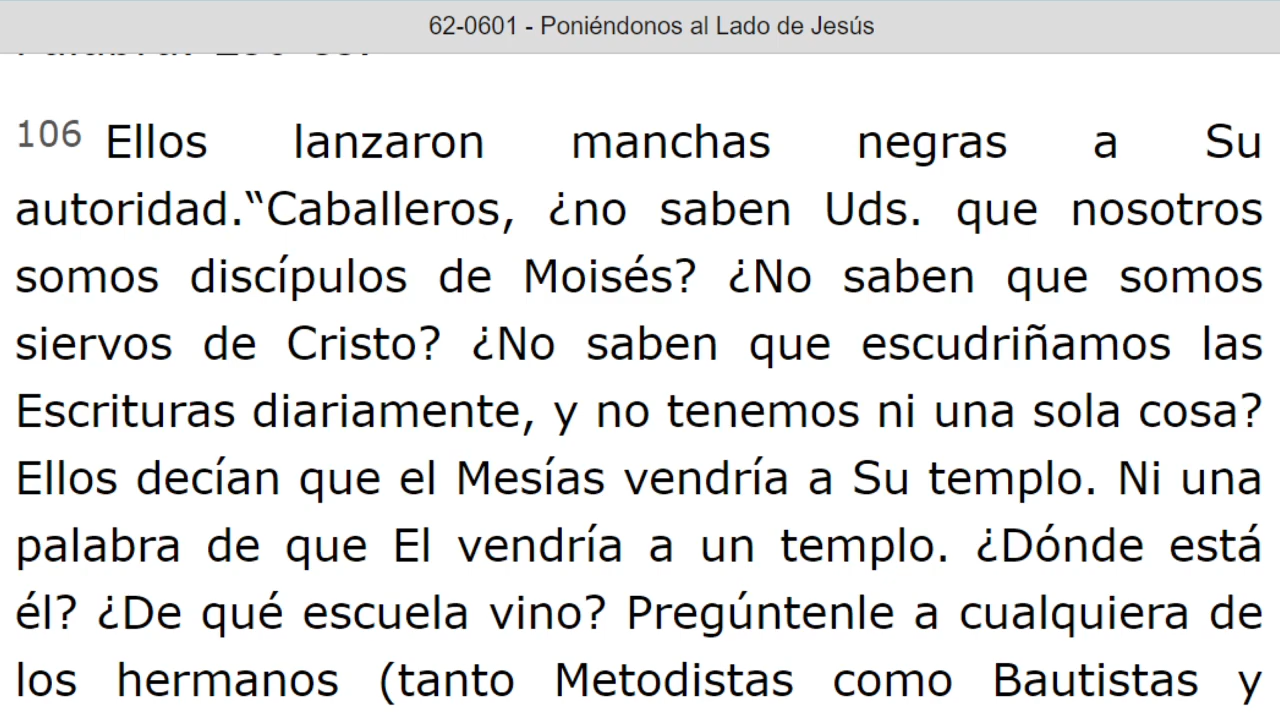 62-0601 - Poniéndonos al Lado de Jesús
106 Ellos lanzaron manchas negras a Su
autoridad.“Caballeros, ¿no saben Uds. que nosotros
somos discípulos de Moisés? ¿No saben que somos
siervos de Cristo? ¿No saben que escudriñamos las
Escrituras diariamente, y no tenemos ni una sola cosa?
Ellos decían que el Mesías vendría a Su templo. Ni una
palabra de que El vendría a un templo. ¿Dónde está
él? ¿De qué escuela vino? Pregúntenle a cualquiera de
los hermanos (tanto Metodistas como Bautistas y